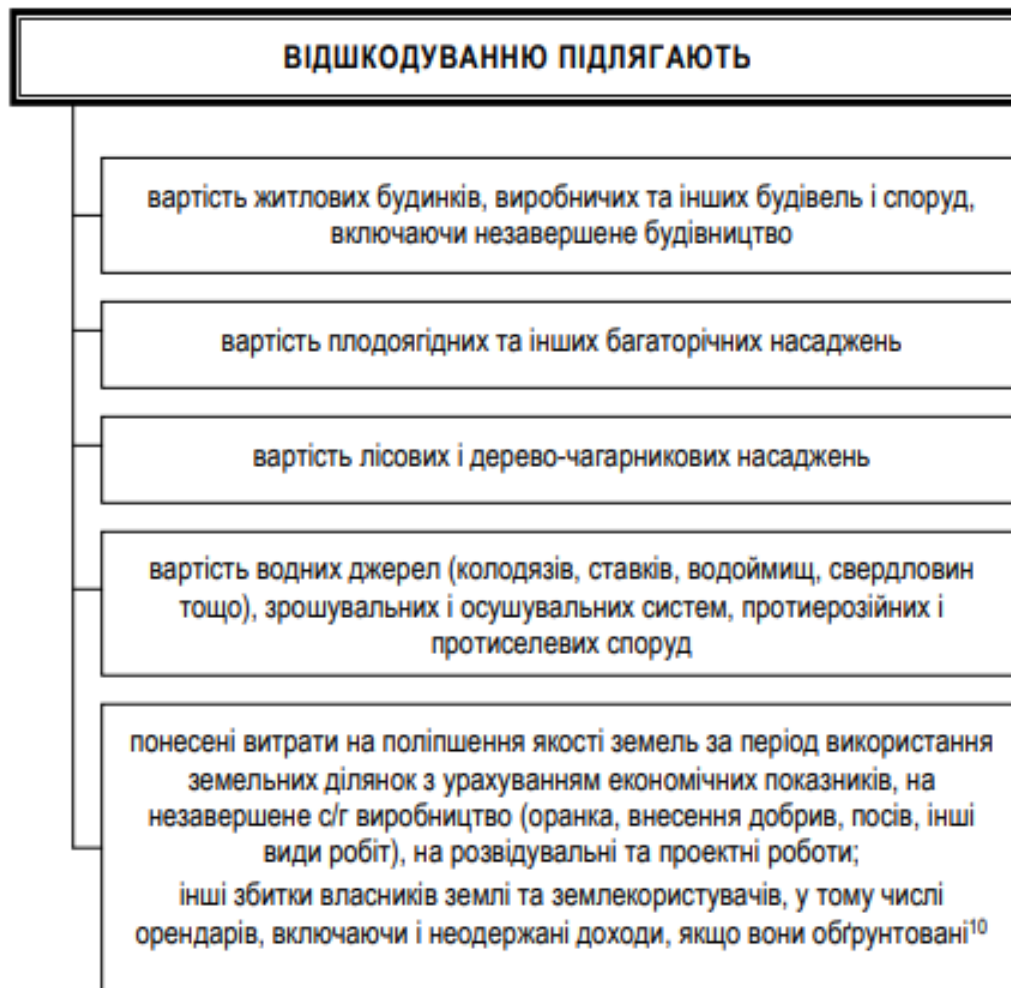 ВІДШКОДУВАННЮ ПІДЛЯГАЮТЬ
вартість житлових будинків, виробничих та інших будівель і споруд,
включаючи незавершене будівництво
вартість плодоягідних та інших багаторічних насаджень
вартість лісових і дерево-чагарникових насаджень
вартість водних джерел (колодязів, ставків, водоймищ, свердловин
тощо), зрошувальних і осушувальних систем, протиерозійних і
протиселевих споруд
понесені витрати на поліпшення якості земель за період використання
земельних ділянок з урахуванням економічних показників, на
незавершене с/г виробництво (оранка, внесення добрив, посів, інші
види робіт), на розвідувальні та проектні роботи;
інші збитки власників землі та землекористувачів, у тому числі
орендарів, включаючи і неодержані доходи, якщо вони обґрунтовані¹⁰